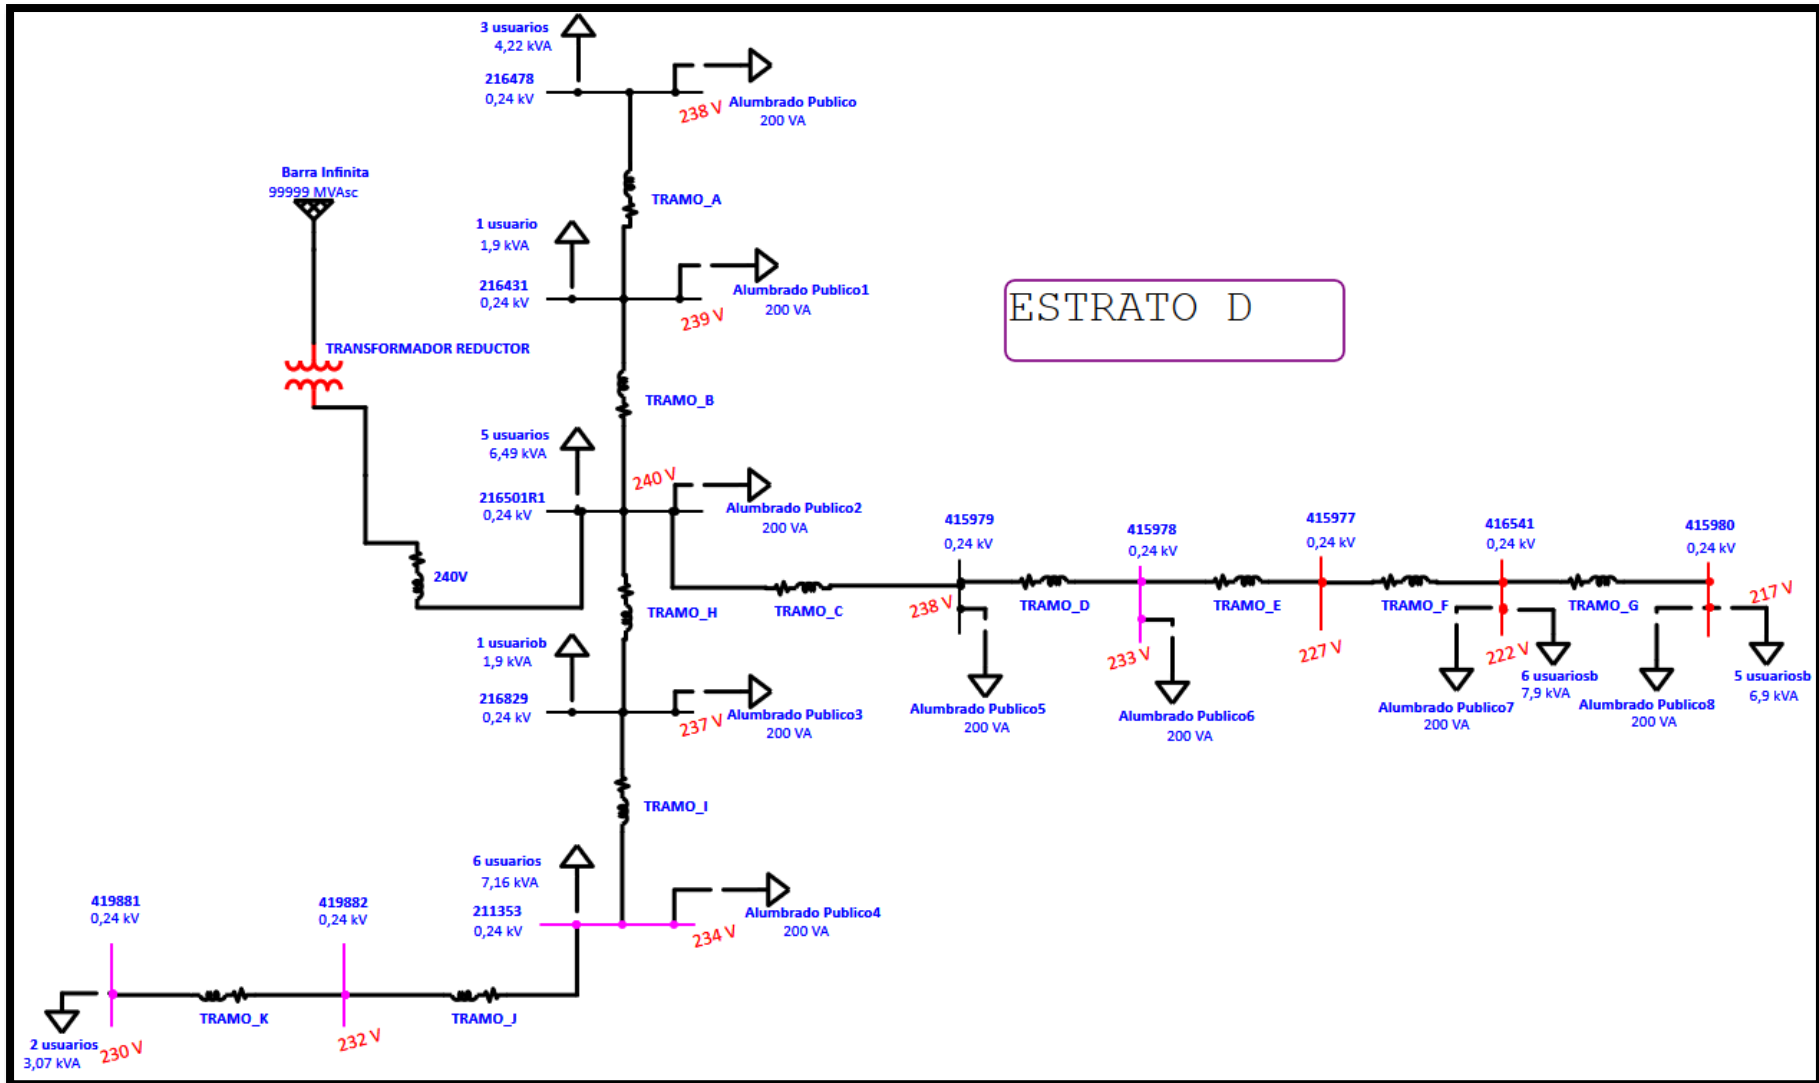 3 usuarios
4,22 kVA
216478
0,24 kV
238 V
Alumbrado Publico
200 VA
Barra Infinita
99999 MVAsc
TRAMO_A
1 usuario
1,9 kVA
216431
0,24 kV
239 V
Alumbrado Publico1
200 VA
ESTRATO D
TRANSFORMADOR REDUCTOR
TRAMO_B
5 usuarios
6,49 kVA
240 V
216501R1
0,24 kV
Alumbrado Publico2
200 VA
240V
TRAMO_H
TRAMO_C
415979
0,24 kV
238 V
Alumbrado Publico5
200 VA
TRAMO_D
415978
0,24 kV
233 V
Alumbrado Publico6
200 VA
TRAMO_E
415977
0,24 kV
227 V
TRAMO_F
416541
0,24 kV
222 V
Alumbrado Publico7
200 VA
6 usuariosb
7,9 kVA
TRAMO_G
415980
0,24 kV
217 V
Alumbrado Publico8
200 VA
5 usuariosb
6,9 kVA
1 usuariob
1,9 kVA
216829
0,24 kV
237 V
Alumbrado Publico3
200 VA
TRAMO_I
6 usuarios
7,16 kVA
211353
0,24 kV
234 V
Alumbrado Publico4
200 VA
419881
0,24 kV
419882
0,24 kV
TRAMO_K
TRAMO_J
2 usuarios
3,07 kVA
230 V
232 V